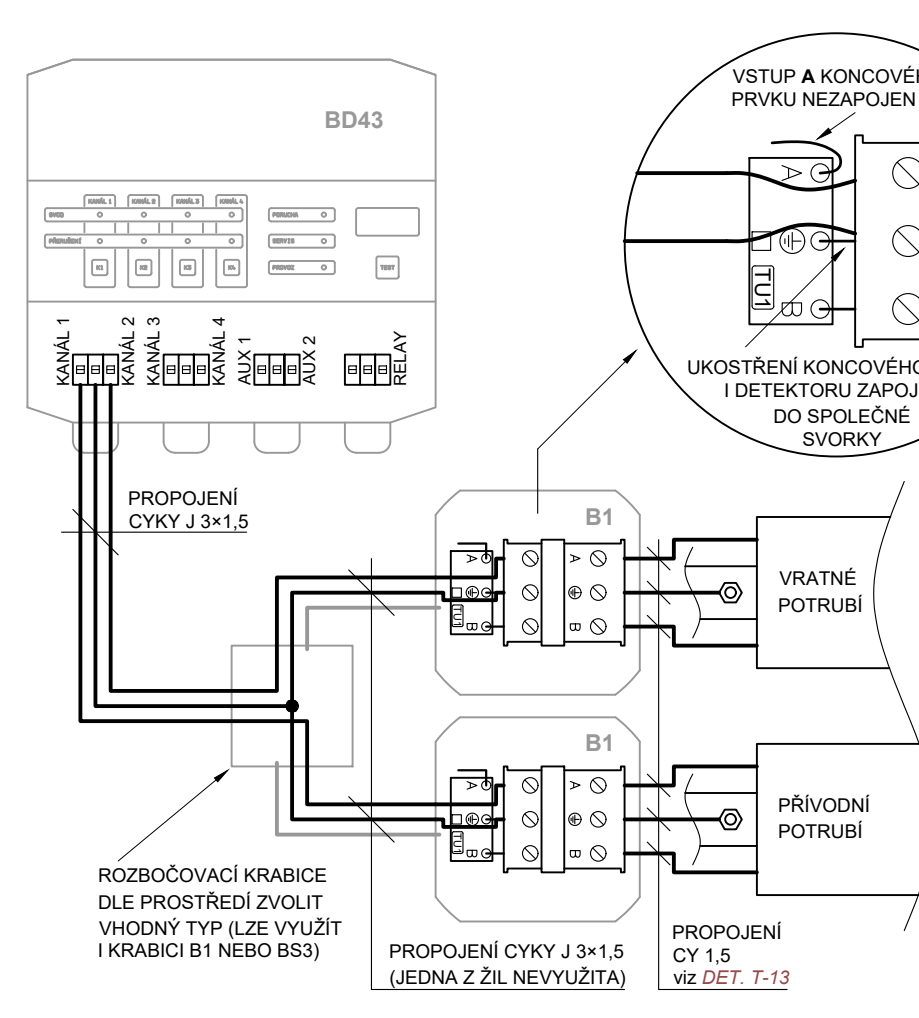 BD43
KANÁL 1
KANÁL 2
KANÁL 3
KANÁL 4
SVOD
PŘERUŠENÍ
K1
K2
K3
K4
PORUCHA
SERVIS
PROVOZ
TEST
KANÁL 1
KANÁL 2
KANÁL 3
KANÁL 4
AUX 1
AUX 2
RELAY
VSTUP A KONCOVÉH
PRVKU NEZAPOJEN
A
TU1
B
UKOSTŘENÍ KONCOVÉHO
I DETEKTORU ZAPOJ
DO SPOLEČNÉ
SVORKY
PROPOJENÍ
CYKY J 3×1,5
B1
A
TU1
B
A
B
VRATNÉ
POTRUBÍ
B1
A
TU1
B
A
B
PŘÍVODNÍ
POTRUBÍ
ROZBOČOVACÍ KRABICE
DLE PROSTŘEDÍ ZVOLIT
VHODNÝ TYP (LZE VYUŽÍT
I KRABICI B1 NEBO BS3)
PROPOJENÍ CYKY J 3×1,5
(JEDNA Z ŽIL NEVYUŽITA)
PROPOJENÍ
CY 1,5
viz DET. T-13